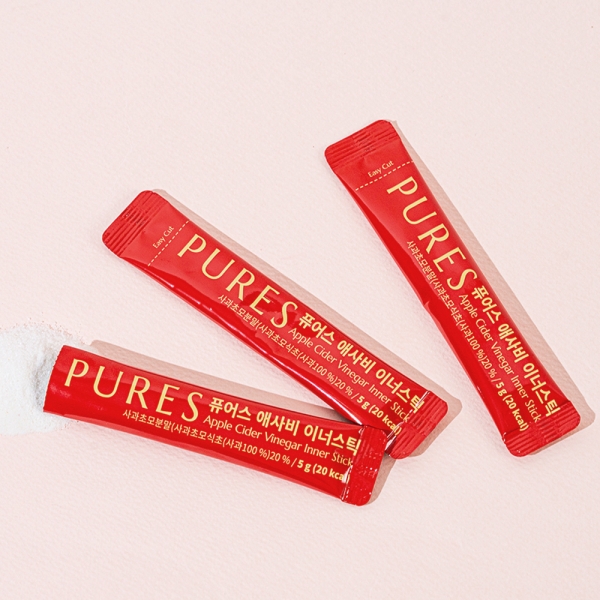 Easy Cut
PURES 퓨어스 애사비 이너스틱
Apple Cider Vinegar Inner Stick
사과초모분말(사과초모식초(사과100 %)20 % / 5 g (20 kcal)
Easy Cut
PURES 퓨어스 애사비 이너스틱
Apple Cider Vinegar Inner Stick
사과초모분말(사과초모식초(사과100 %)20 % / 5 g (20 kcal)
PURES 퓨어스 애사비 이너스틱
Apple Cider Vinegar Inner Stick
사과초모분말(사과초모식초(사과100 %)20 % / 5 g (20 kcal)